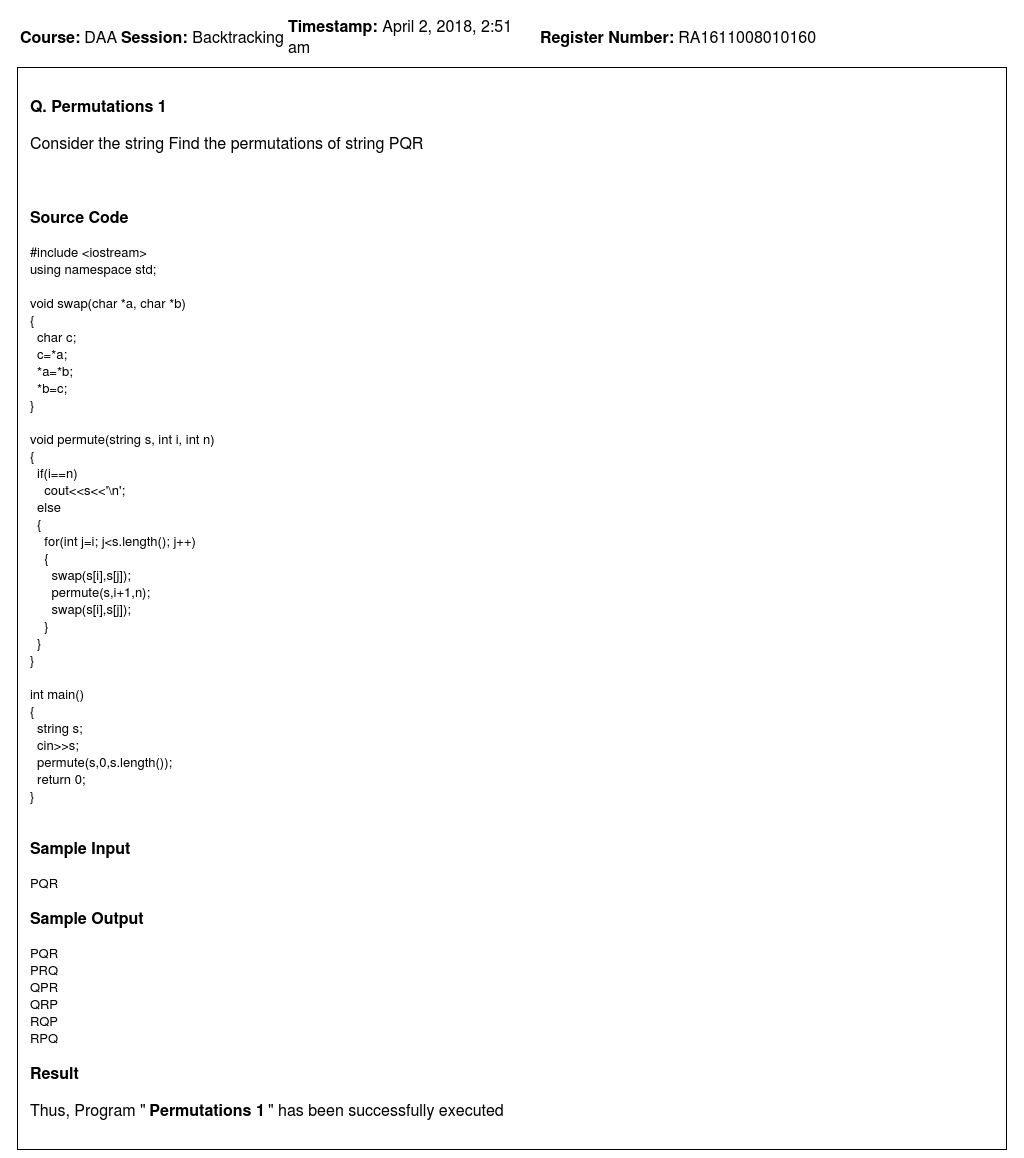 Course: DAA Session: Backtracking Timestamp: April 2, 2018, 2:51 am Register Number: RA1611008010160
Q. Permutations 1
Consider the string Find the permutations of string PQR
Source Code
#include <iostream>
using namespace std;
void swap(char *a, char *b)
{
  char c;
  c=*a;
  *a=*b;
  *b=c;
}
void permute(string s, int i, int n)
{
  if(i==n)
    cout<<s<<'\n';
  else
  {
    for(int j=i; j<s.length(); j++)
    {
      swap(s[i],s[j]);
      permute(s,i+1,n);
      swap(s[i],s[j]);
    }
  }
}
int main()
{
  string s;
  cin>>s;
  permute(s,0,s.length());
  return 0;
}
Sample Input
PQR
Sample Output
PQR
PRQ
QPR
QRP
RQP
RPQ
Result
Thus, Program " Permutations 1 " has been successfully executed